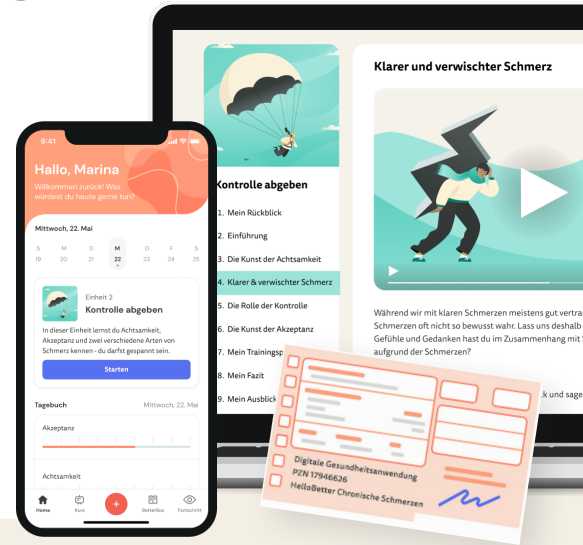 9:41
Hallo, Marina
Willkommen zurück! Was
würdest du heute gerne tun?
Mittwoch, 22. Mai
S M D M D F S
19 20 21 22 23 24 25
Einheit 2
Kontrolle abgeben
In dieser Einheit lernst du Achtsamkeit,
Akzeptanz und zwei verschiedene Arten von
Schmerz kennen - du darfst gespannt sein.
Starten
Tagebuch Mittwoch, 22. Mai
Akzeptanz
Achtsamkeit
Home Kurs + BetterBox Fortschritt
Kontrolle abgeben
1. Mein Rückblick
2. Einführung
3. Die Kunst der Achtsamkeit
4. Klarer & verwischter Schmerz
5. Die Rolle der Kontrolle
6. Die Kunst der Akzeptanz
7. Mein Trainingsp
8. Mein Fazit
9. Mein Ausblick
Klarer und verwischter Schmerz
Während wir mit klaren Schmerzen meistens gut vertra
Schmerzen oft nicht so bewusst wahr. Lass uns deshalb
Gefühle und Gedanken hast du im Zusammenhang mit
aufgrund der Schmerzen?
k und sage
Digitale Gesundheitsanwendung
PZN 17946626
HelloBetter Chronische Schmerzen